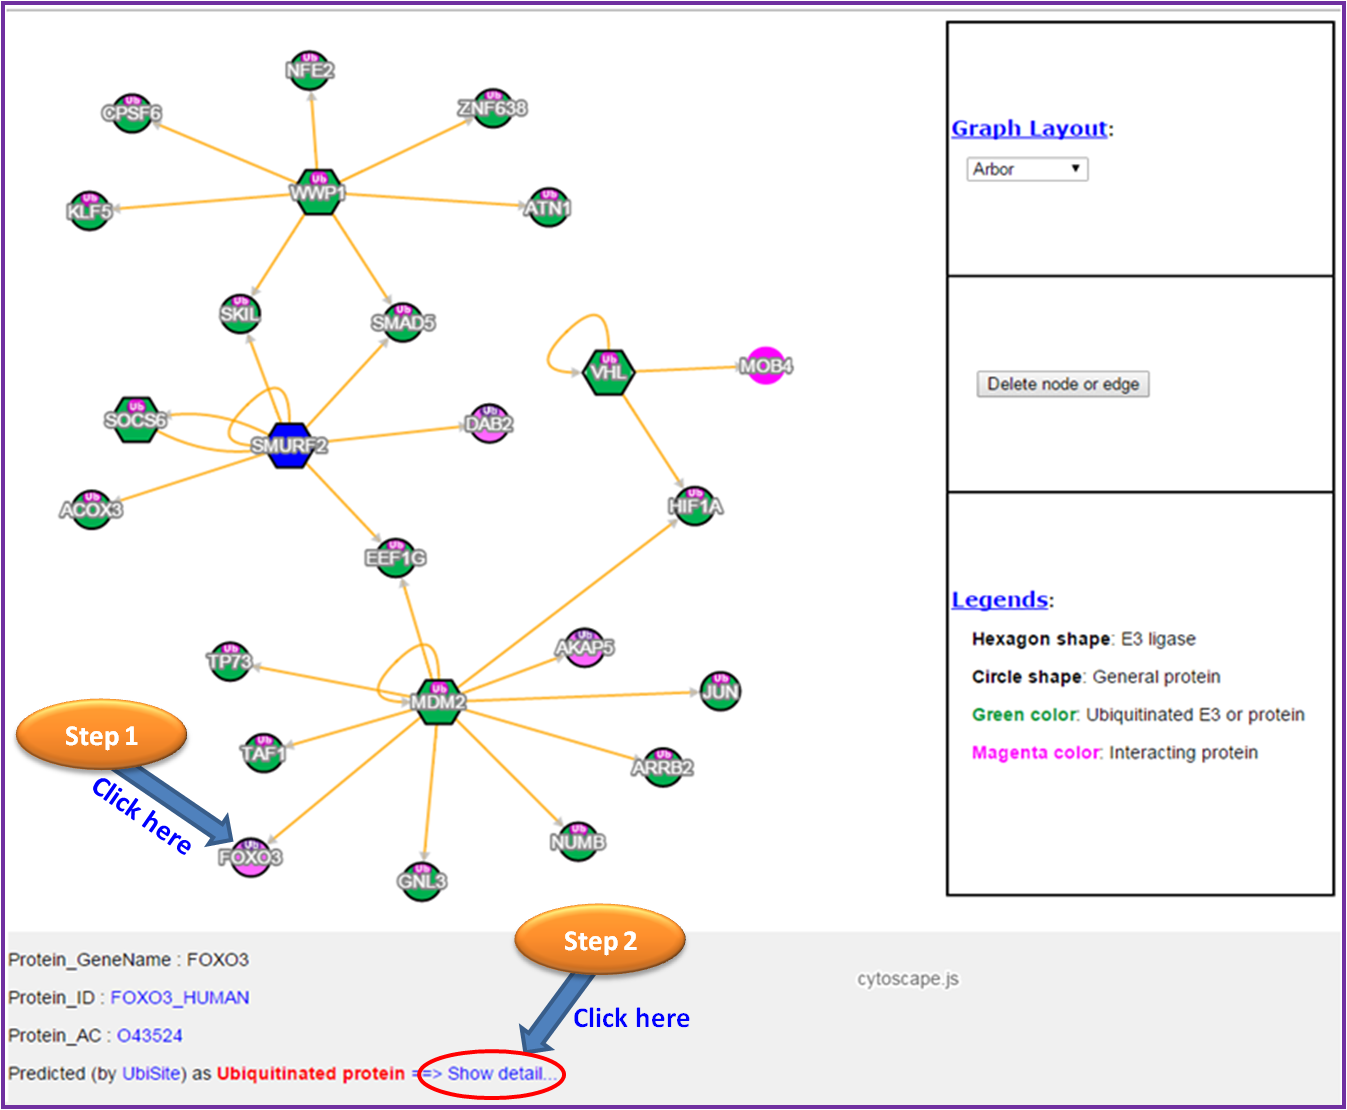 Ub
NFE2
Ub
CPSF6
Ub
ZNF638
Ub
WWP1
Ub
KLF5
Ub
ATN1
Ub
SKIL
Ub
SMAD5
Ub
VHL
MOB4
Ub
SOCS6
SMURF2
Ub
DAB2
Ub
ACOX3
Ub
HIF1A
Ub
EEF1G
Ub
TP73
Ub
AKAP5
Ub
MDM2
Ub
JUN
Ub
TAF1
Ub
ARRB2
Ub
FOXO3
Ub
NUMB
Ub
GNL3
Step 1
Click here
Graph Layout:
Arbor
Delete node or edge
Legends:
Hexagon shape: E3 ligase
Circle shape: General protein
Green color: Ubiquitinated E3 or protein
Magenta color: Interacting protein
Step 2
Click here
Protein_GeneName : FOXO3
Protein_ID : FOXO3_HUMAN
Protein_AC : O43524
Predicted (by UbiSite) as Ubiquitinated protein ==> Show detail...
cytoscape.js